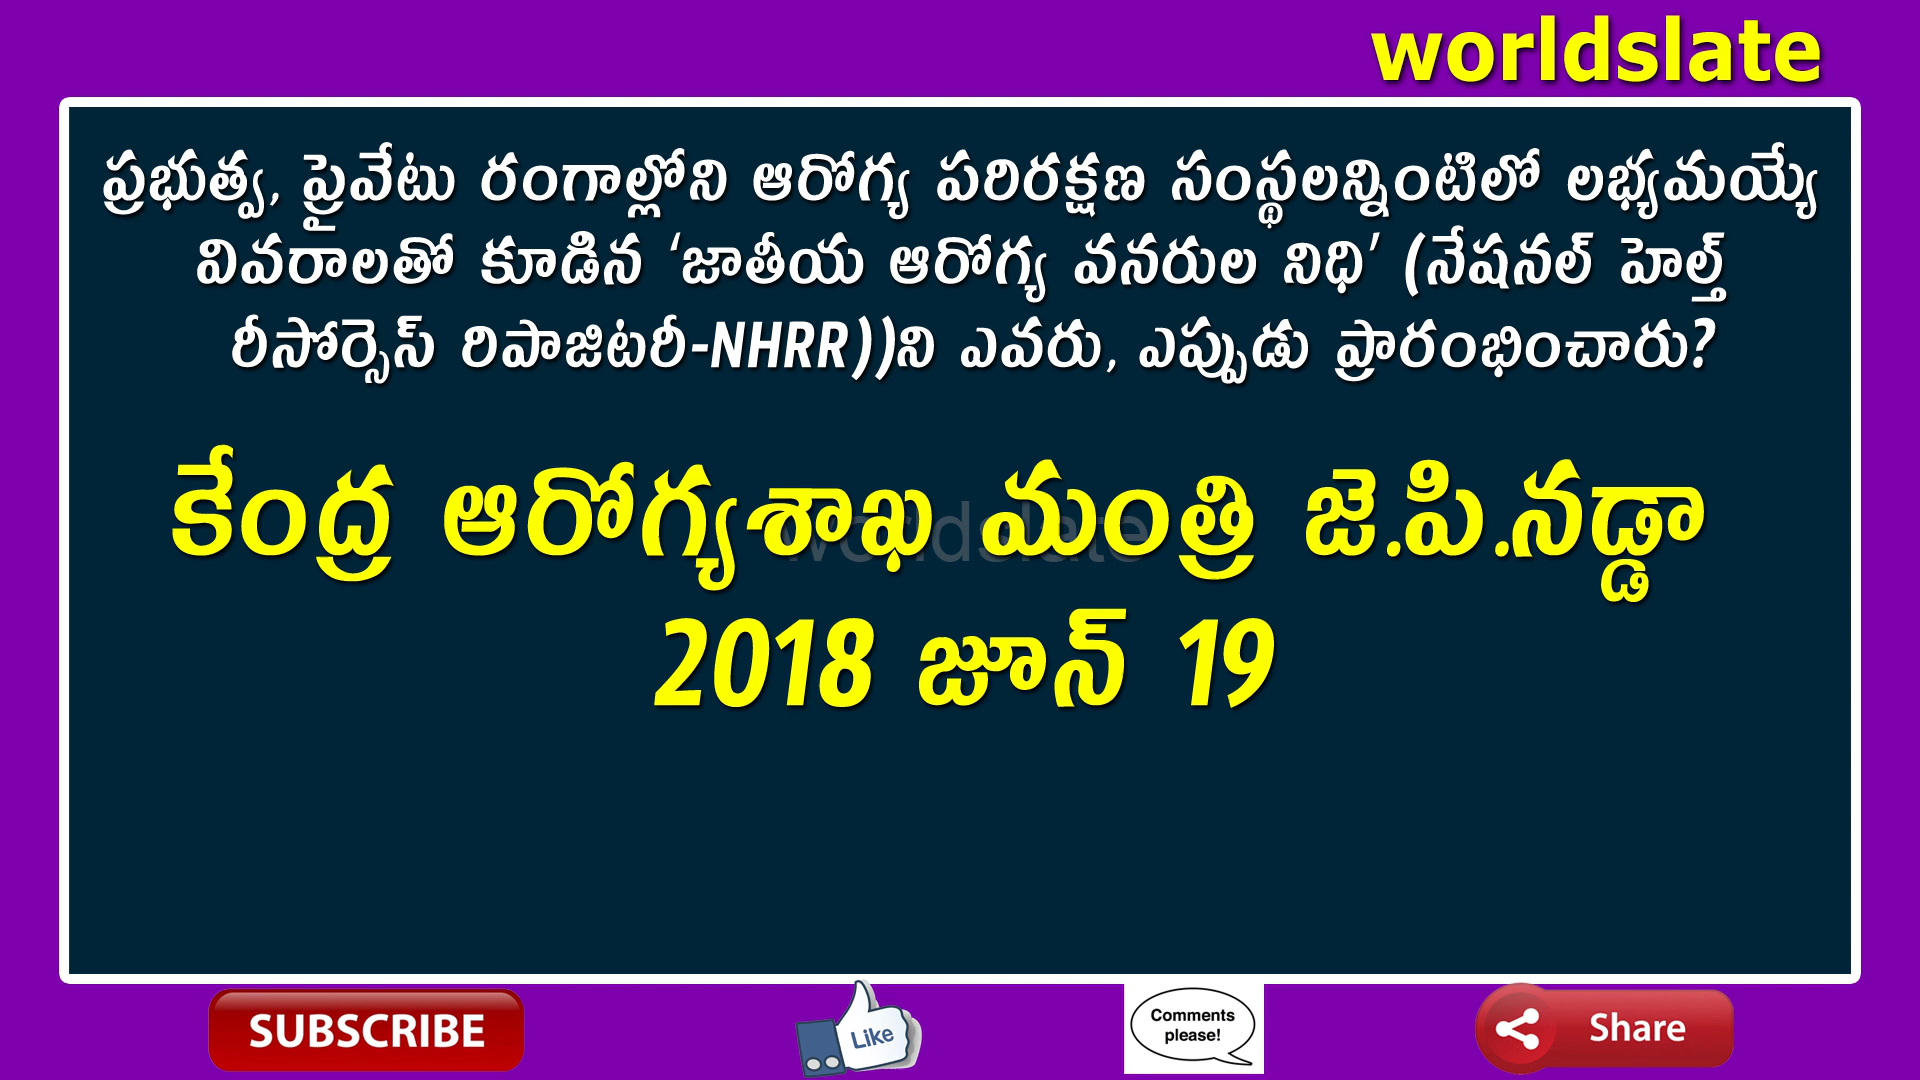 worldslate
ప్రభుత్వ, ప్రైవేటు రంగాల్లోని ఆరోగ్య పరిరక్షణ సంస్థలన్నింటిలో లభ్యమయ్యే
వివరాలతో కూడిన ‘జాతీయ ఆరోగ్య వనరుల నిధి’ (నేషనల్ హెల్త్
రీసోర్సెస్ రిపాజిటరీ-NHRR))ని ఎవరు, ఎప్పుడు ప్రారంభించారు?
కేంద్ర ఆరోగ్యశాఖ మంత్రి జె.పి.నడ్డా
worldslate
2018 జూన్ 19
SUBSCRIBE
Like
Comments
please!
Share